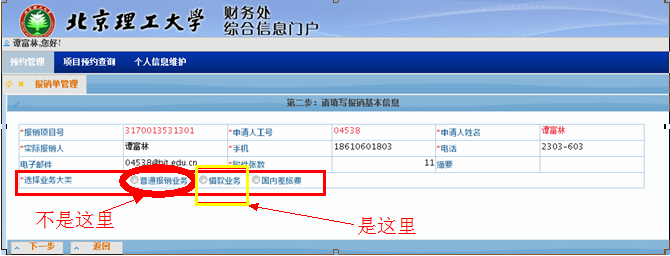 北京理工大学
财务处
综合信息门户
谭富林,您好!
预约管理 项目预约查询 个人信息维护
报销单管理
第二步：请填写报销基本信息
*报销项目号 3170013531301 *申请人工号 04538 *申请人姓名 谭富林
*实际报销人 谭富林 *手机 18610601803 *电话 2303-603
电子邮件 04538@bit.edu.cn *附件张数 11 摘要
*选择业务大类 普通报销业务 借款业务 国内差旅费
不是这里
是这里
下一步 返回